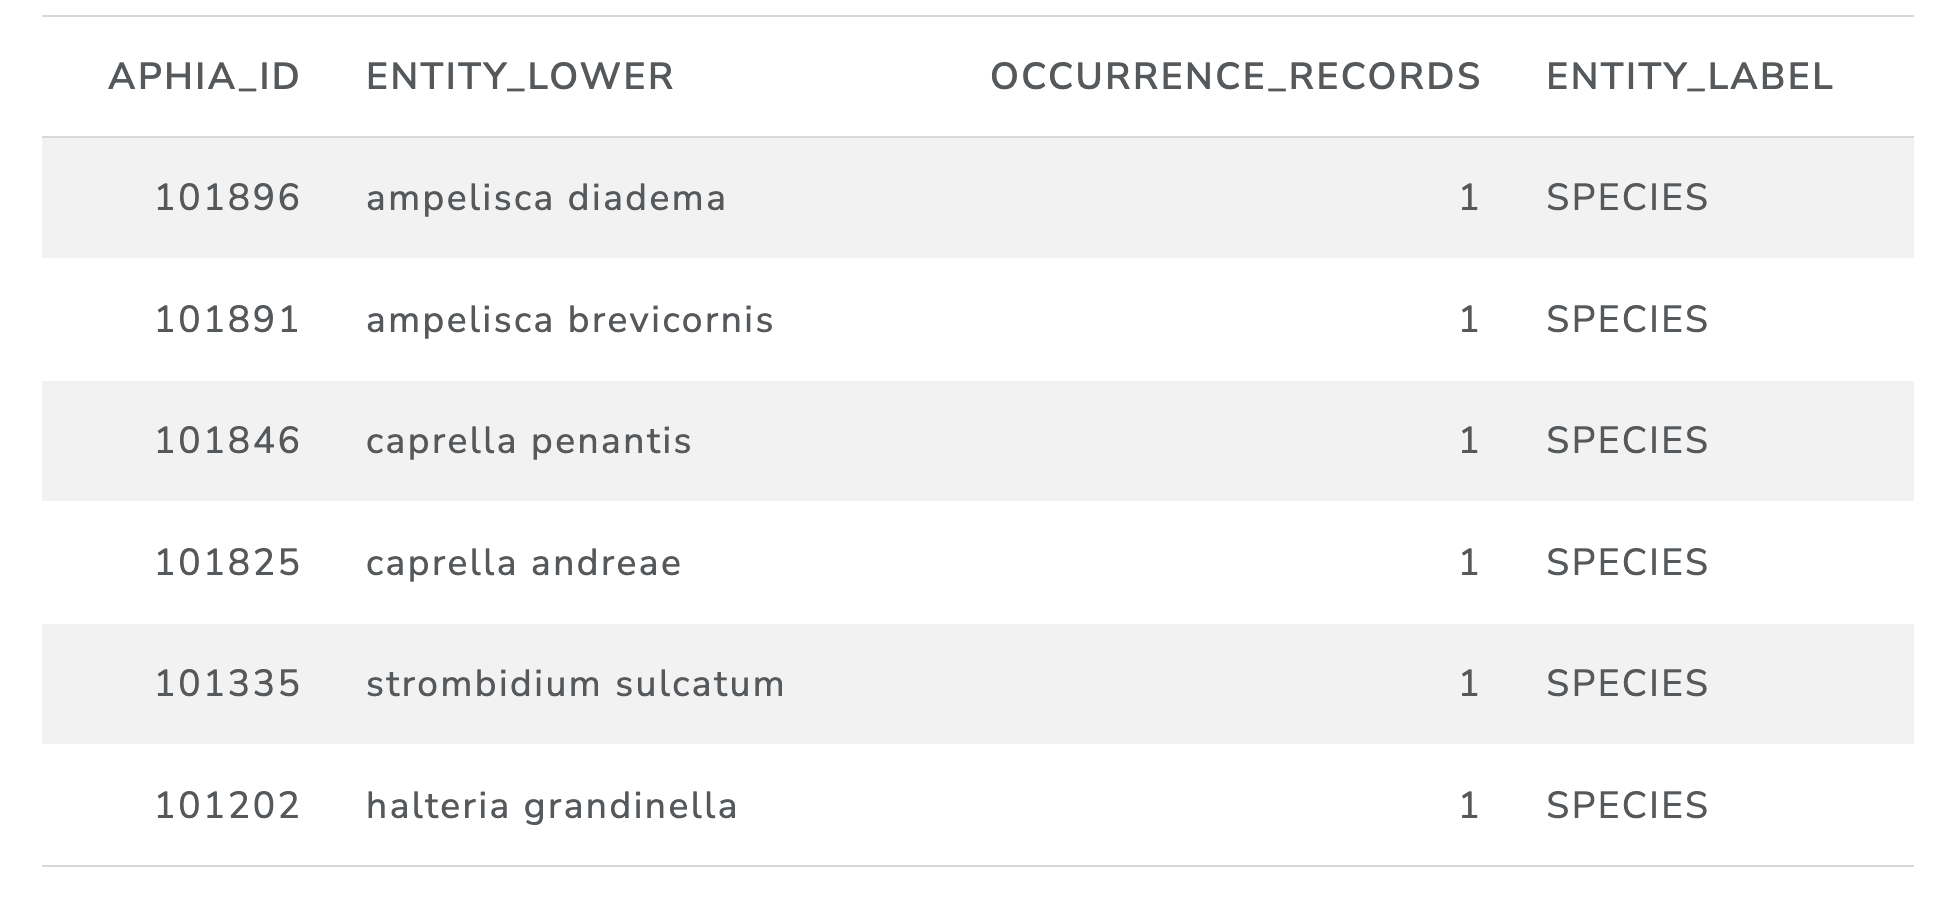 APHIA_ID ENTITY_LOWER OCCURRENCE_RECORDS ENTITY_LABEL
101896 ampelisca diadema 1 SPECIES
101891 ampelisca brevicornis 1 SPECIES
101846 caprella penantis 1 SPECIES
101825 caprella andreae 1 SPECIES
101335 strombidium sulcatum 1 SPECIES
101202 halteria grandinella 1 SPECIES